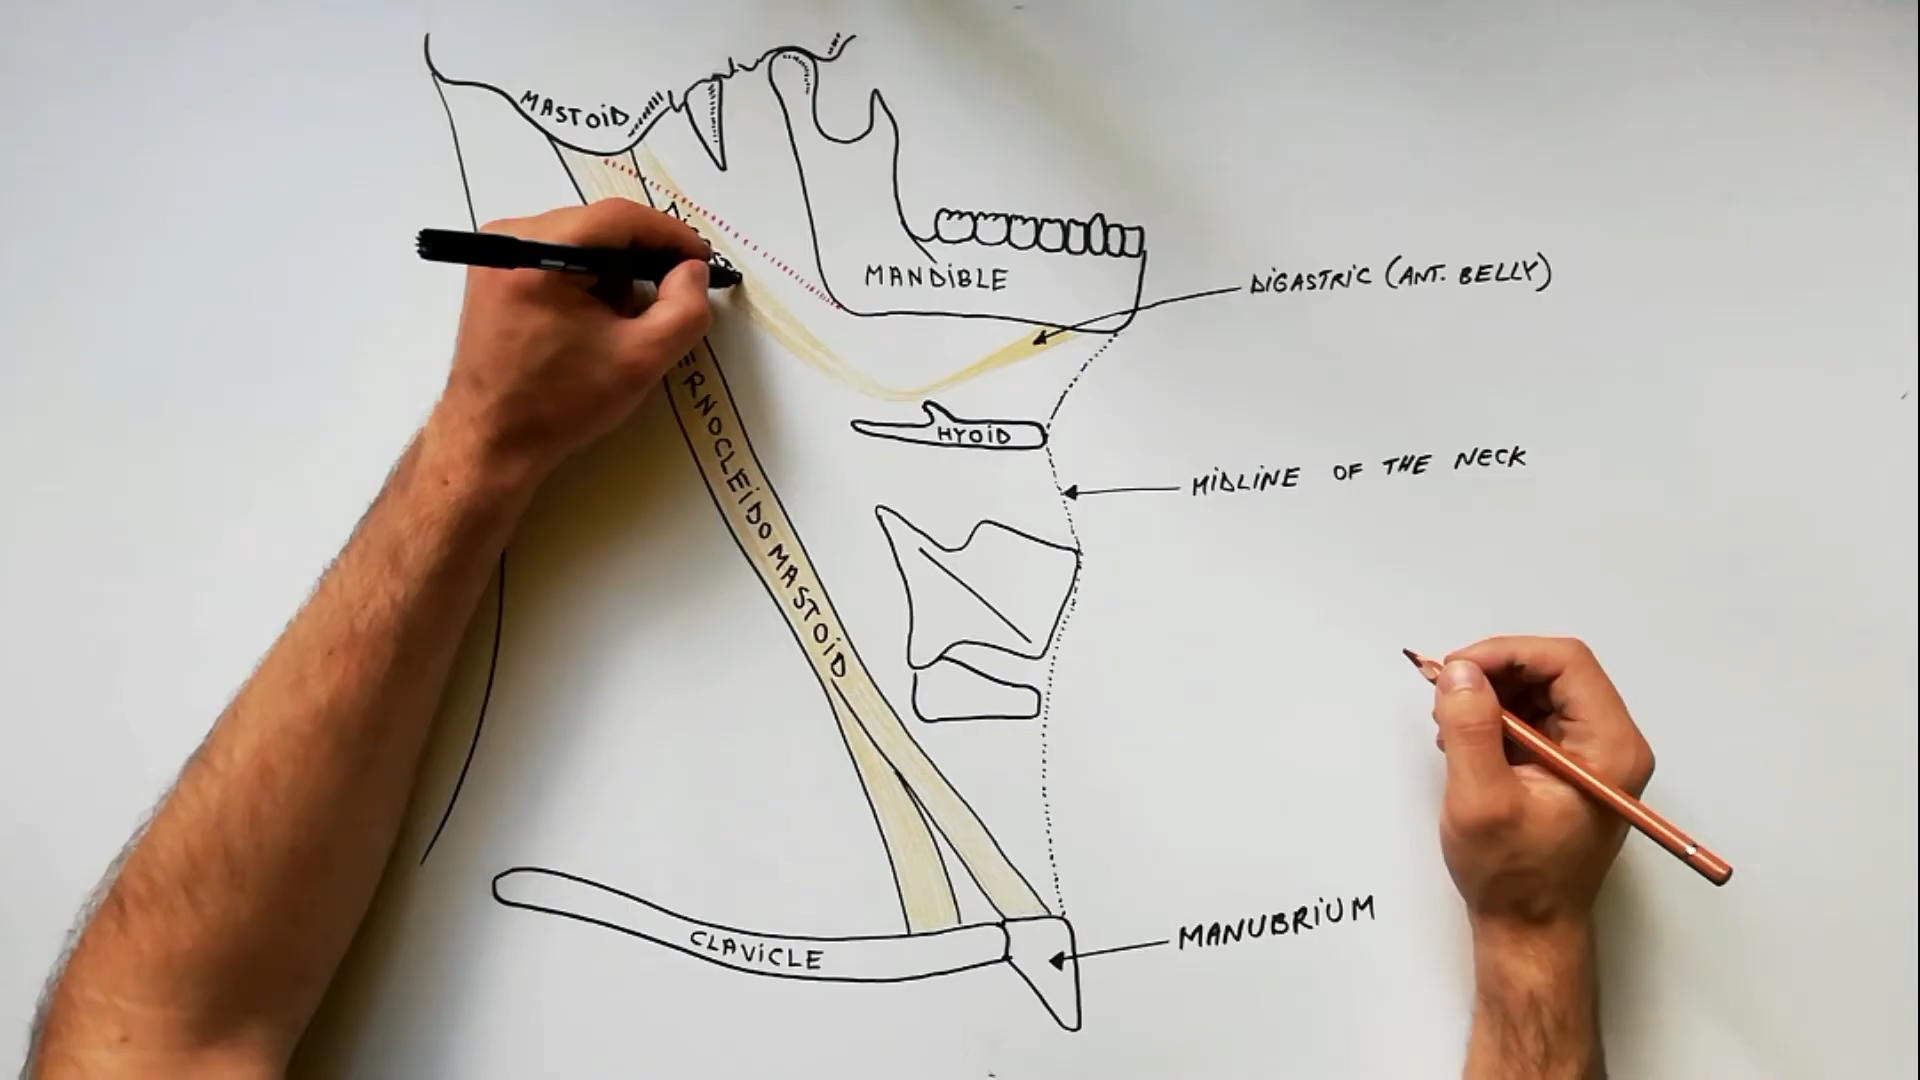 MASTOiD
MANDiBLE
DiGASTRiC (ANT. BELLY)
HYOiD
MiDLiNE OF THE NECK
RNOCLEiDOMASTOiD
CLAViCLE
MANUBRiUM